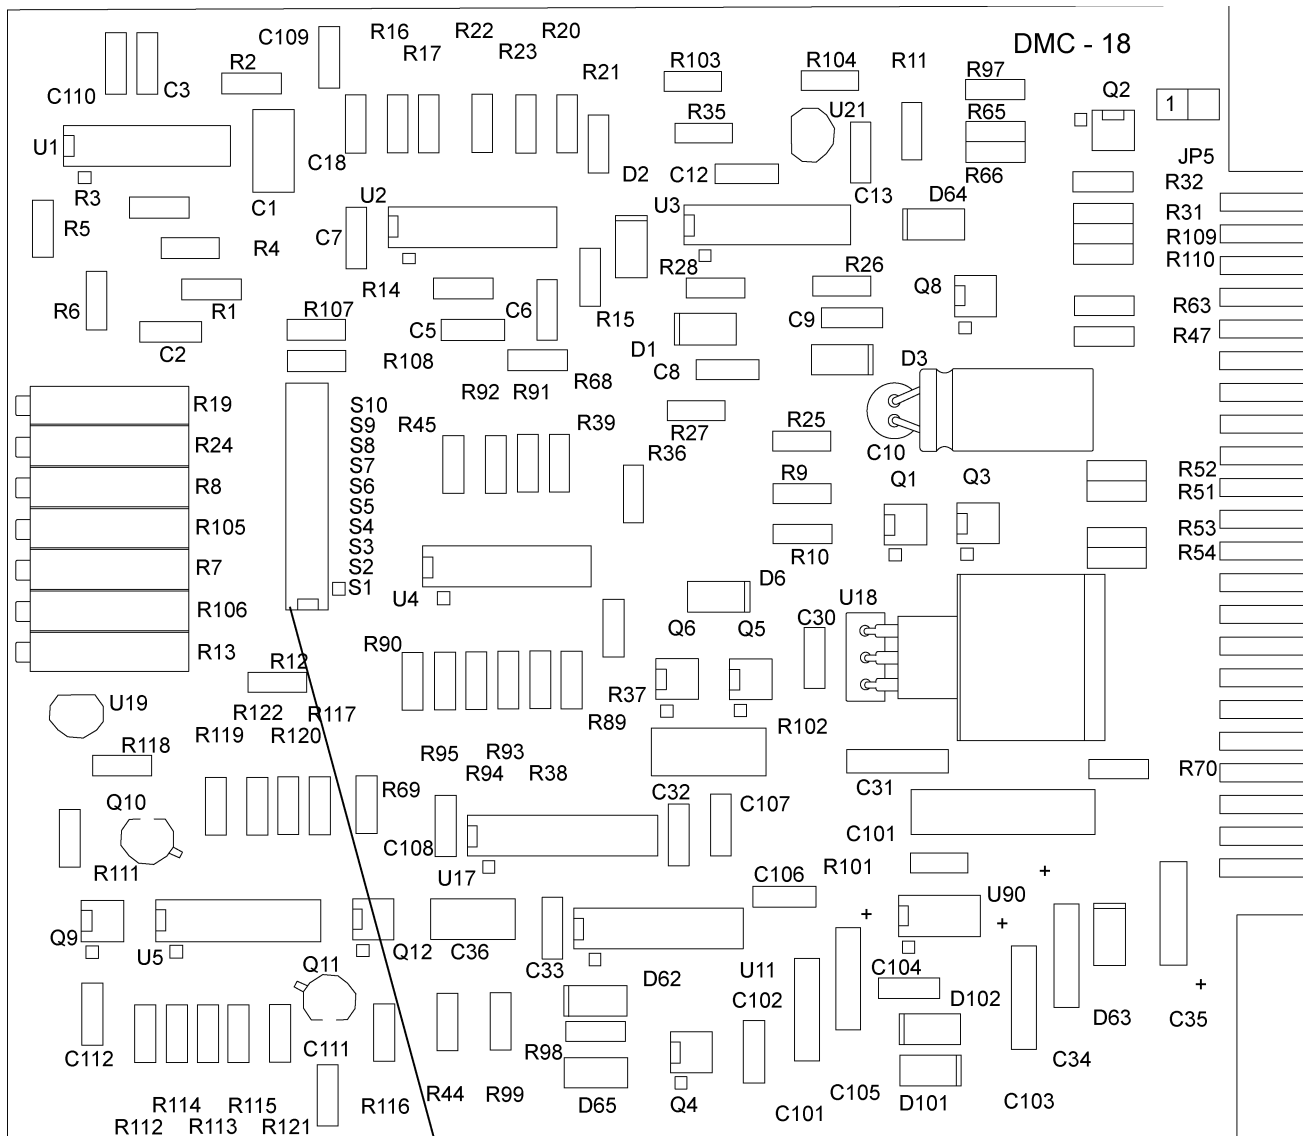 DMC - 18
C109
R16
R22
R20
R17
R23
R2
R21
R103
R104
R11
R97
C110
C3
Q2
1
R35
U21
R65
U1
C18
D2
C12
R66
JP5
R3
C13
D64
R32
C1
U2
U3
R31
R5
C7
R109
R4
R110
R28
R26
Q8
R14
R6
R1
R107
C6
R15
C9
R63
C5
R47
C2
R108
D1
D3
C8
R68
R92
R91
R19
S10
R45
R39
R27
R25
S9
R24
S8
R36
C10
S7
R9
Q1
Q3
R52
R8
S6
R51
S5
R105
S4
R53
S3
R10
R54
R7
S2
D6
S1
U4
U18
R106
C30
Q6
Q5
R13
R90
R12
R37
U19
R122
R117
R89
R102
R119
R120
R118
R95
R93
R94
R38
R70
R69
C32
C31
Q10
C107
C101
C108
R111
U17
C106
R101
+
U90
+
+
Q9
U5
Q12
C36
Q11
C33
D62
U11
C104
+
C102
D102
C112
C111
R98
D63
C35
C34
R44
R99
C105
R114
R115
R116
D65
Q4
C101
D101
C103
R112
R113
R121